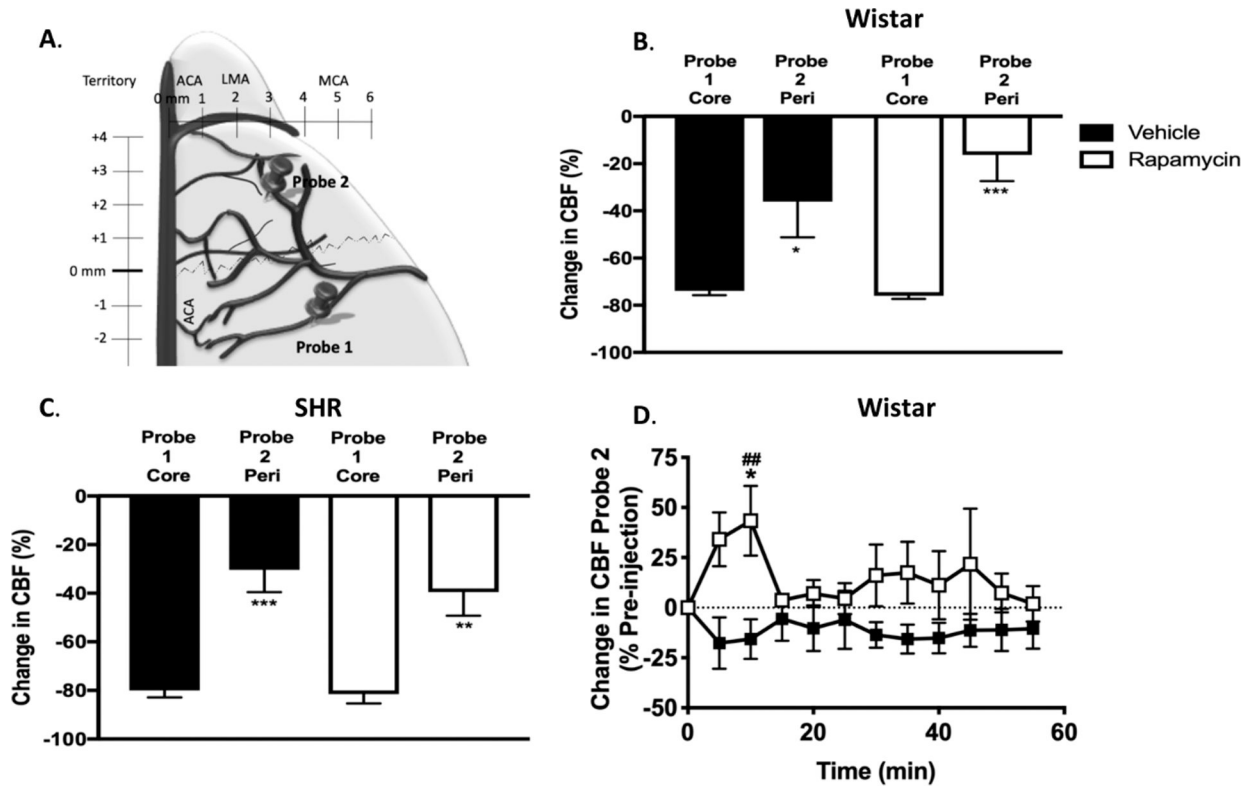 A.
Territory ACA LMA MCA
0 mm 1 2 3 4 5 6
+4
+3
+2
+1
0 mm
-1
-2
Probe 2
ACA
Probe 1
B.
Wistar
Probe 1 Core
Probe 2 Peri
Probe 1 Core
Probe 2 Peri
Change in CBF (%)
0
-20
-40
-60
-80
-100
*
***
Vehicle
Rapamycin
C.
SHR
Probe 1 Core
Probe 2 Peri
Probe 1 Core
Probe 2 Peri
Change in CBF (%)
0
-20
-40
-60
-80
-100
***
**
D.
Wistar
Change in CBF Probe 2
(% Pre-injection)
75
50
25
0
-25
-50
##
*
0 20 40 60
Time (min)